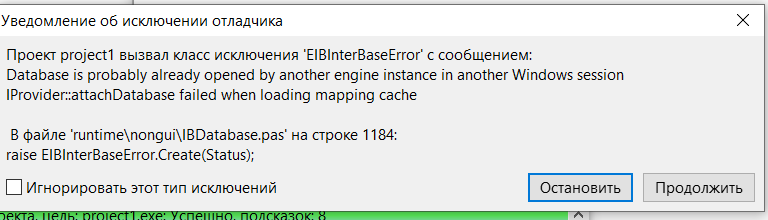 Уведомление об исключении отладчика
Проект project1 вызвал класс исключения 'EIBInterBaseError' с сообщением:
Database is probably already opened by another engine instance in another Windows session
IProvider::attachDatabase failed when loading mapping cache
В файле 'runtime\nongui\IBDatabase.pas' на строке 1184:
raise EIBInterBaseError.Create(Status);
Игнорировать этот тип исключений
Остановить
Продолжить
роекта, цель: project1.exe: Успешно, подсказок: 8